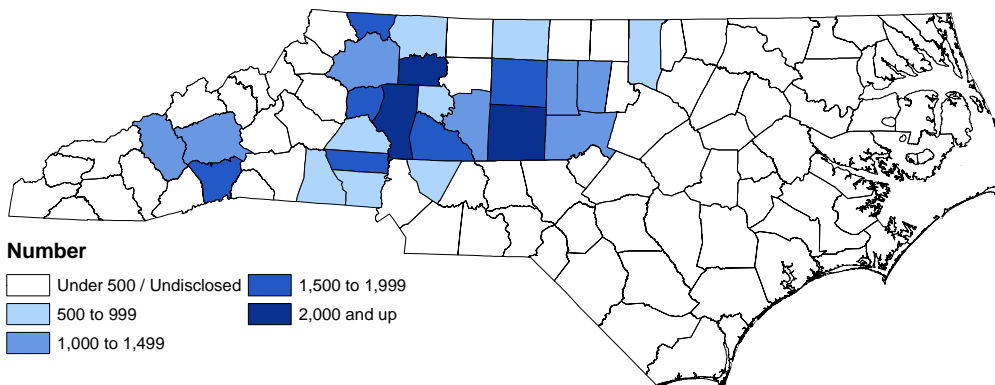 Number
Under 500 / Undisclosed
500 to 999
1,000 to 1,499
1,500 to 1,999
2,000 and up